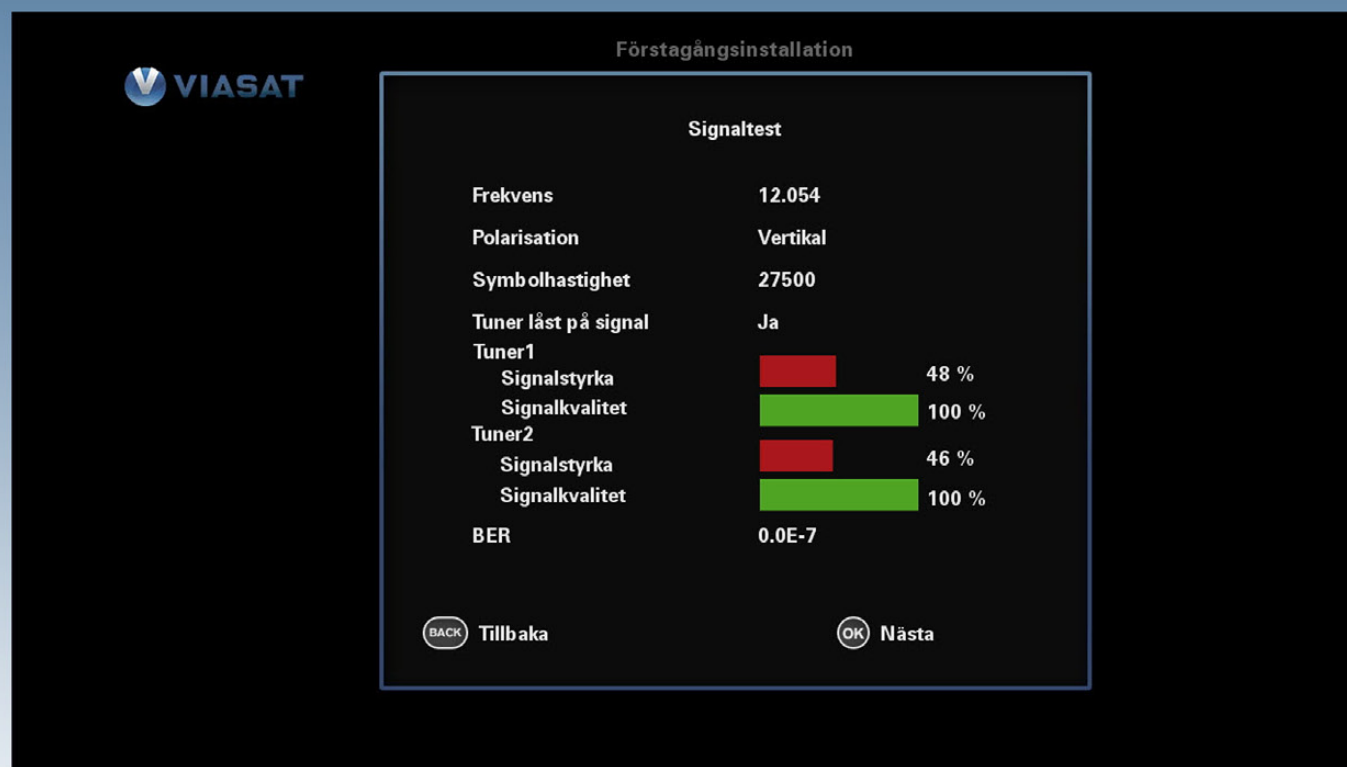 Förstagångsinstallation
VIASAT
Signaltest
Frekvens 12.054
Polarisation Vertikal
Symbolhastighet 27500
Tuner låst på signal Ja
Tuner1
Signalstyrka 48 %
Signalkvalitet 100 %
Tuner2
Signalstyrka 46 %
Signalkvalitet 100 %
BER 0.0E-7
BACK Tillbaka OK Nästa